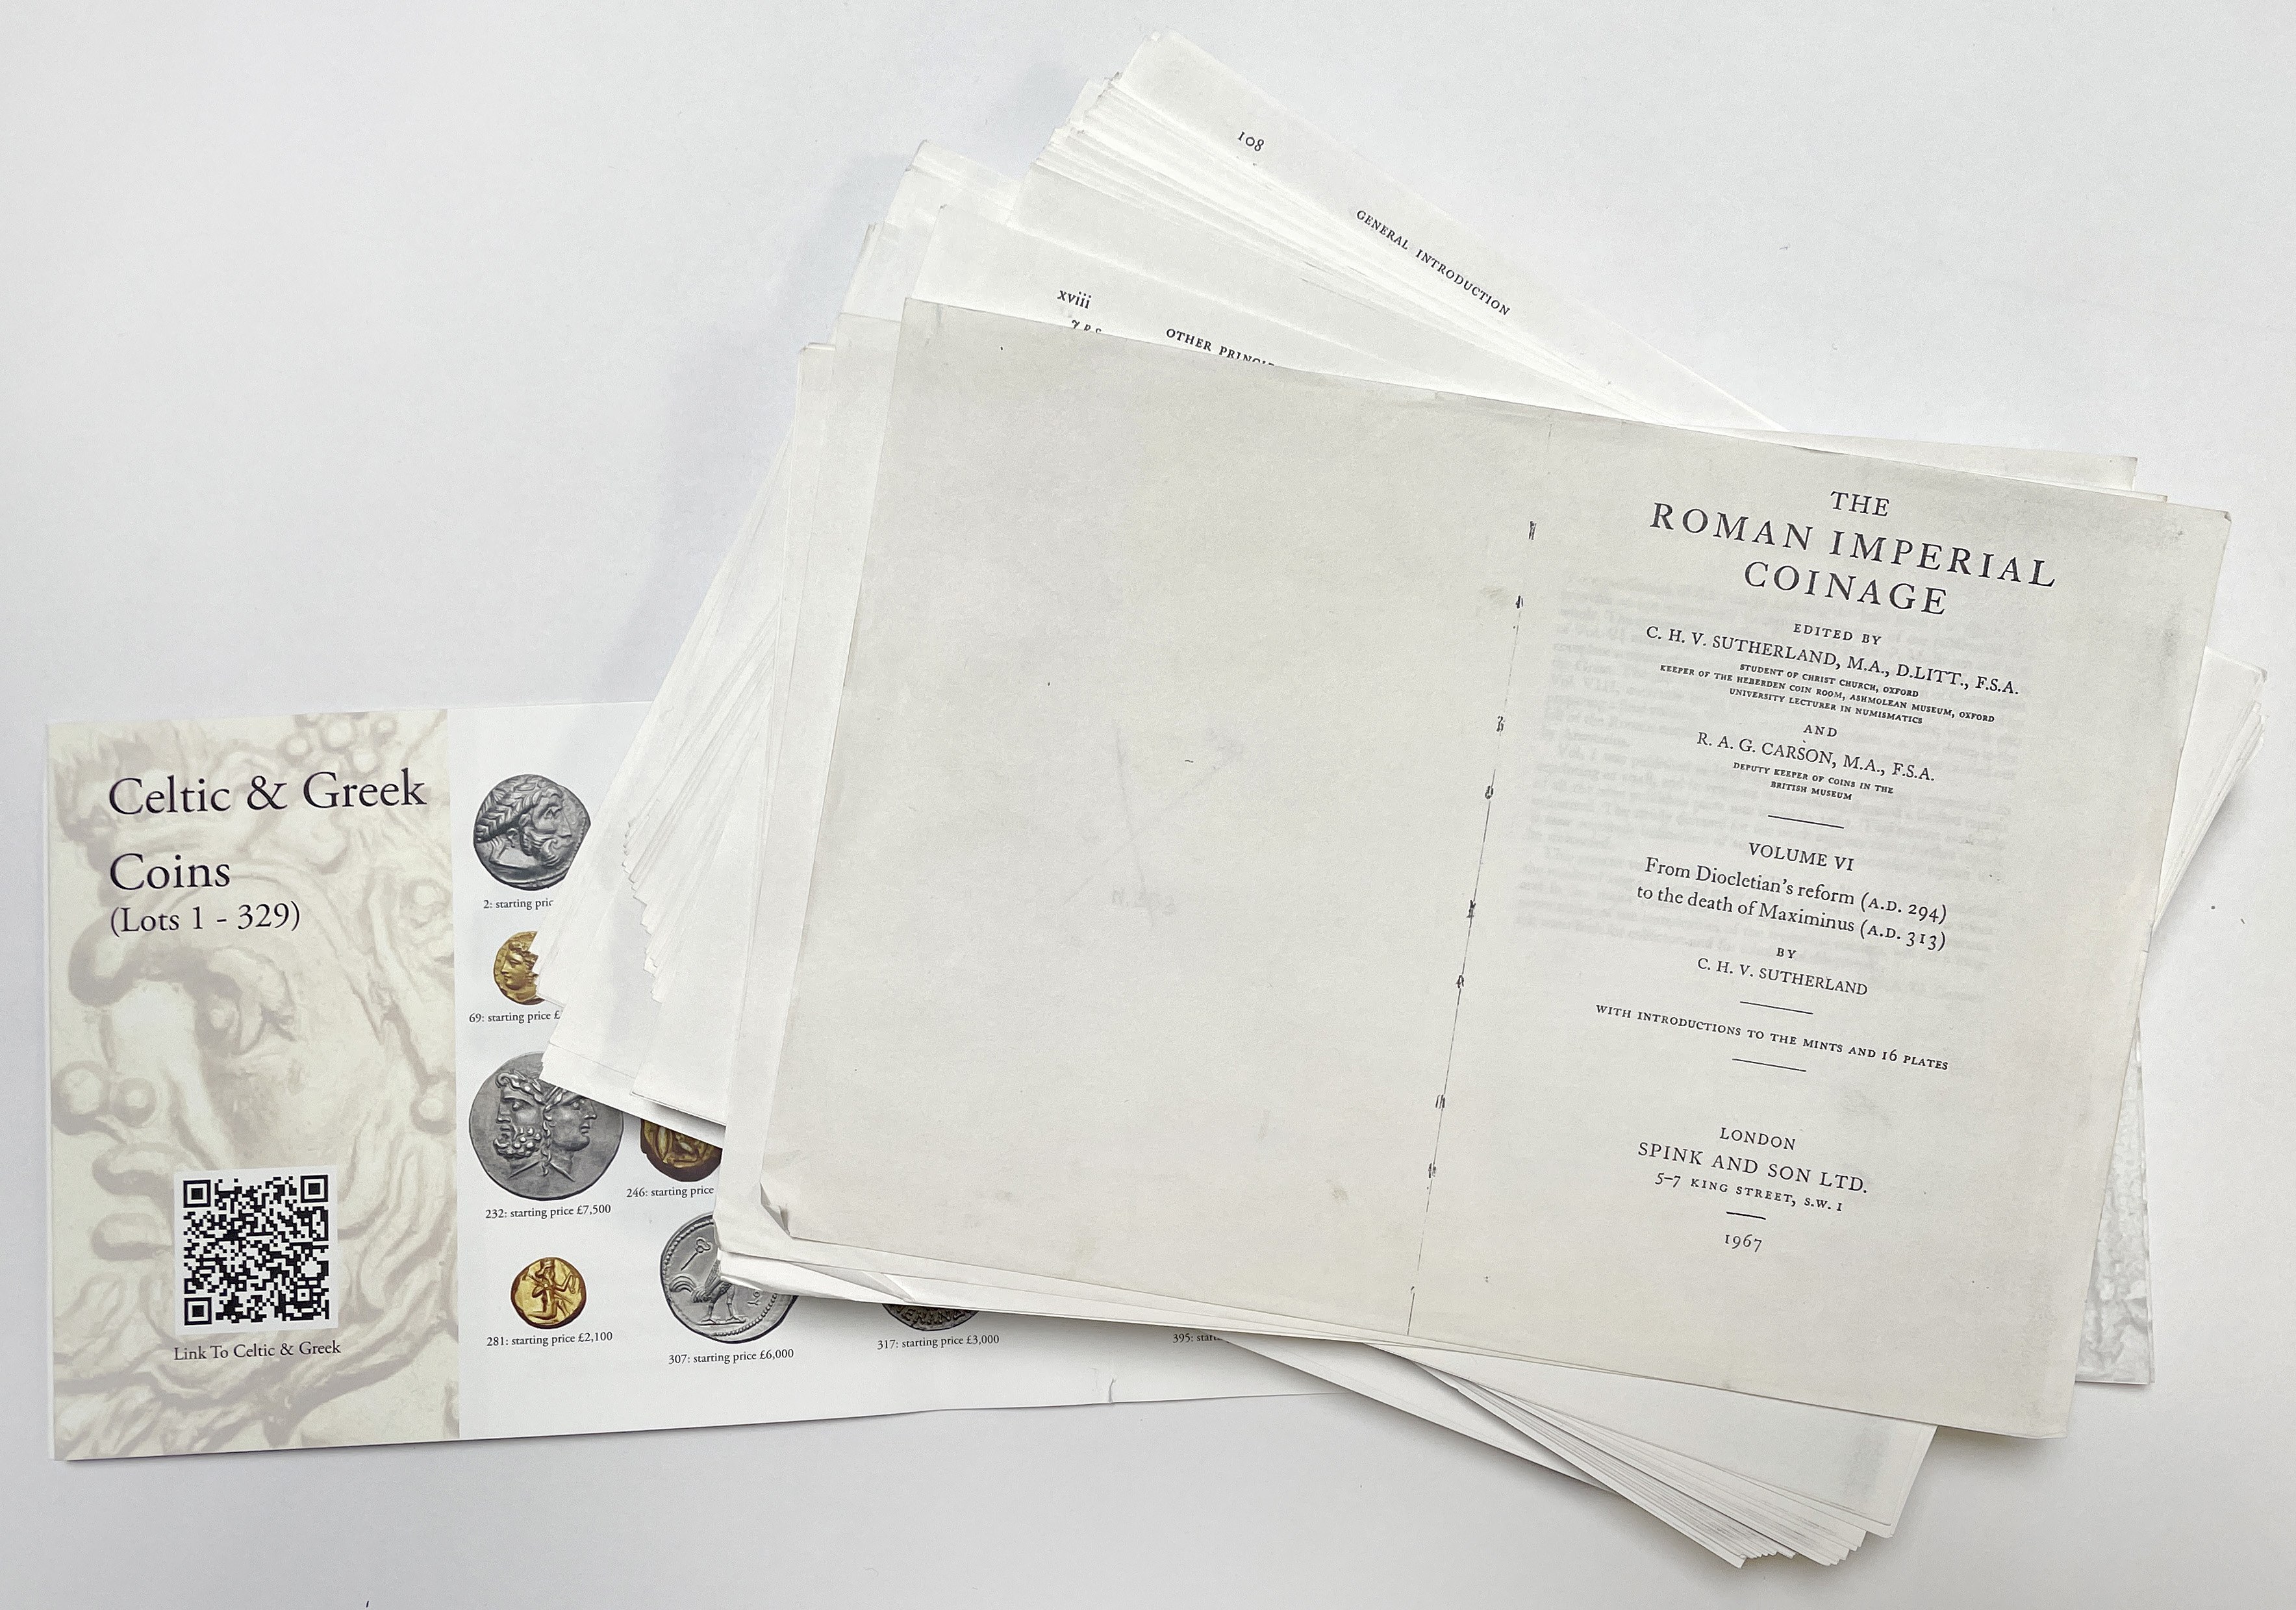 108
GENERAL INTRODUCTION
xviii
OTHER
THE
ROMAN IMPERIAL
COINAGE
EDITED BY
C. H. V. SUTHERLAND, M.A., D.LITT., F.S.A.
STUDENT OF CHRIST CHURCH, OXFORD
KEEPER OF THE HEBERDEN COIN ROOM, ASHMOLEAN MUSEUM, OXFORD
UNIVERSITY LECTURER IN NUMISMATICS
AND
R. A. G. CARSON, M.A., F.S.A.
DEPUTY KEEPER OF COINS IN THE
BRITISH MUSEUM
VOLUME VI
From Diocletian's reform (A.D. 294)
to the death of Maximinus (A.D. 313)
BY
C. H. V. SUTHERLAND
WITH INTRODUCTIONS TO THE MINTS AND 16 PLATES
LONDON
SPINK AND SON LTD.
5–7 KING STREET, S.W. 1
1967
Celtic & Greek
Coins
(Lots 1 - 329)
Link To Celtic & Greek
2: starting
69: starting price £
232: starting price £7,500
246: starting price
281: starting price £2,100
307: starting price £6,000
317: starting price £3,000
395: